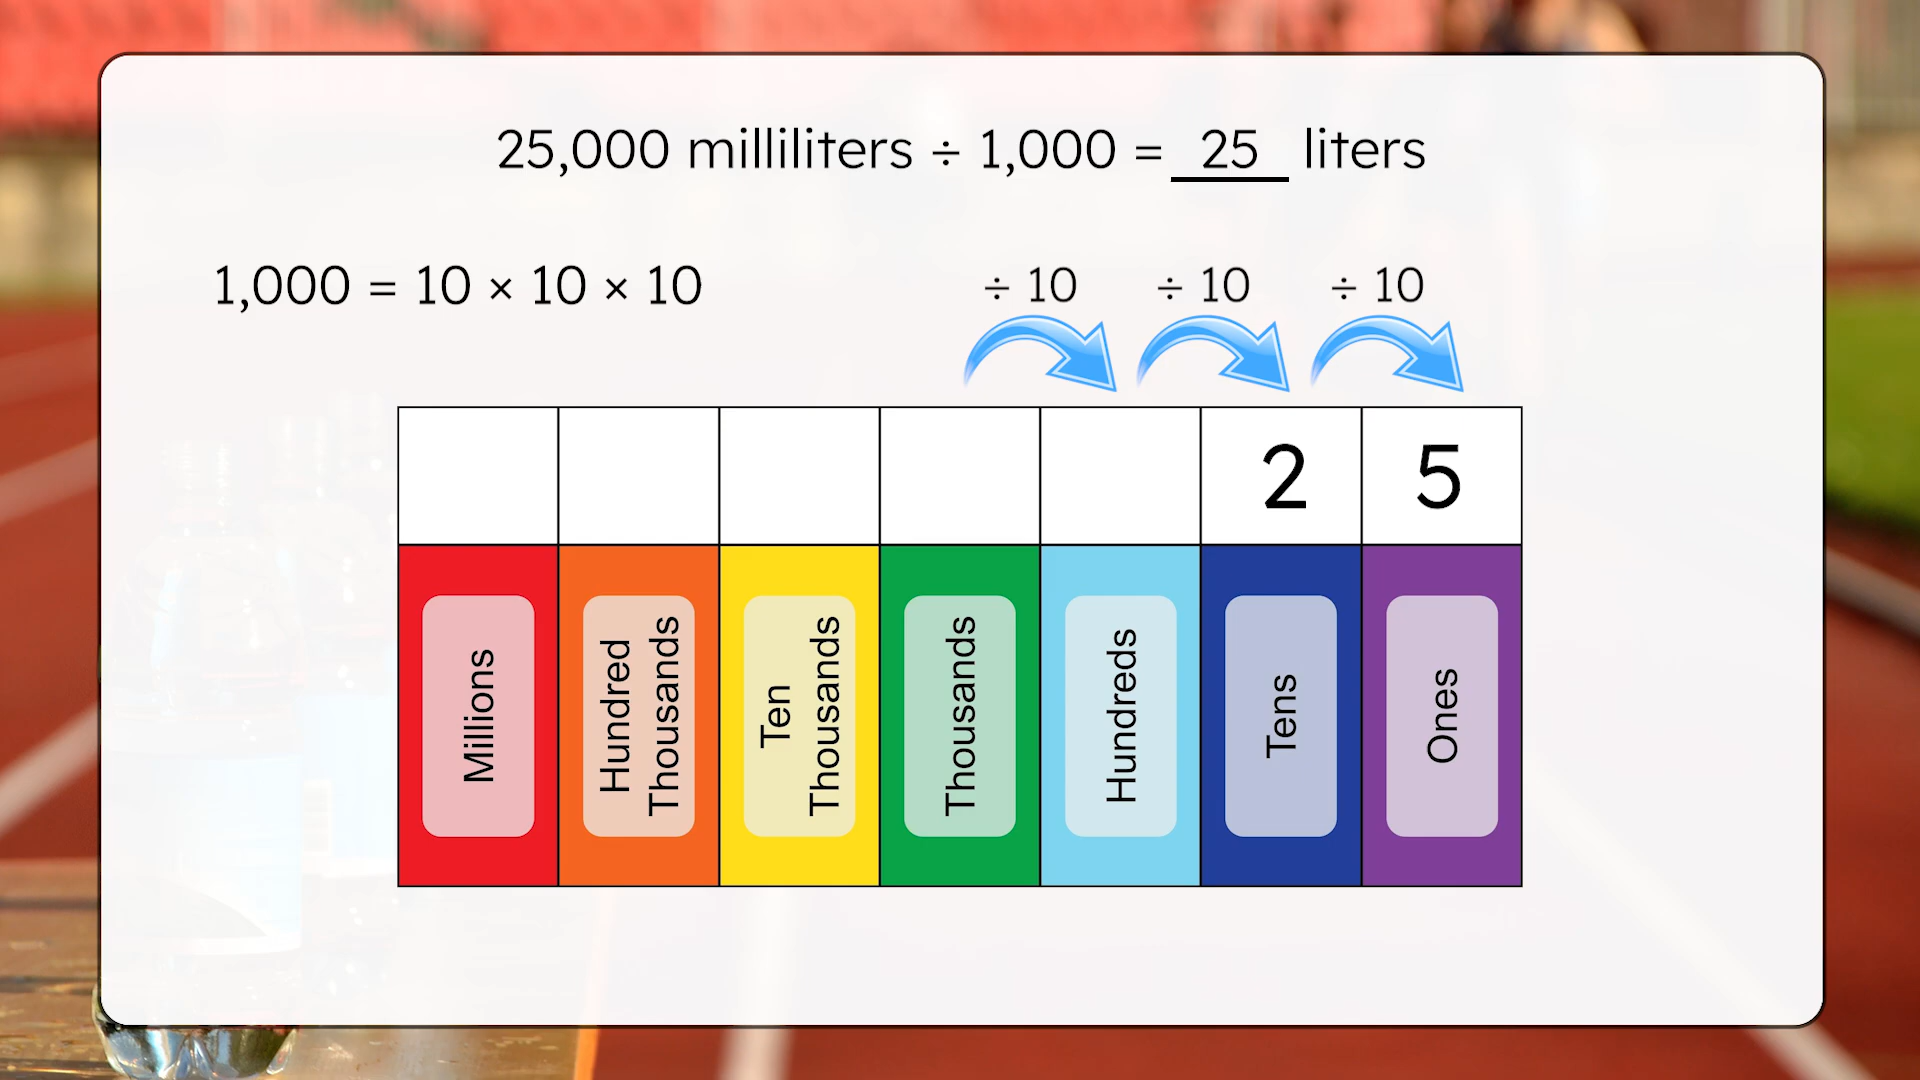 25,000 milliliters ÷ 1,000 = 25 liters
1,000 = 10 × 10 × 10
÷ 10 ÷ 10 ÷ 10
2 5
Millions
Hundred
Thousands
Ten
Thousands
Thousands
Hundreds
Tens
Ones